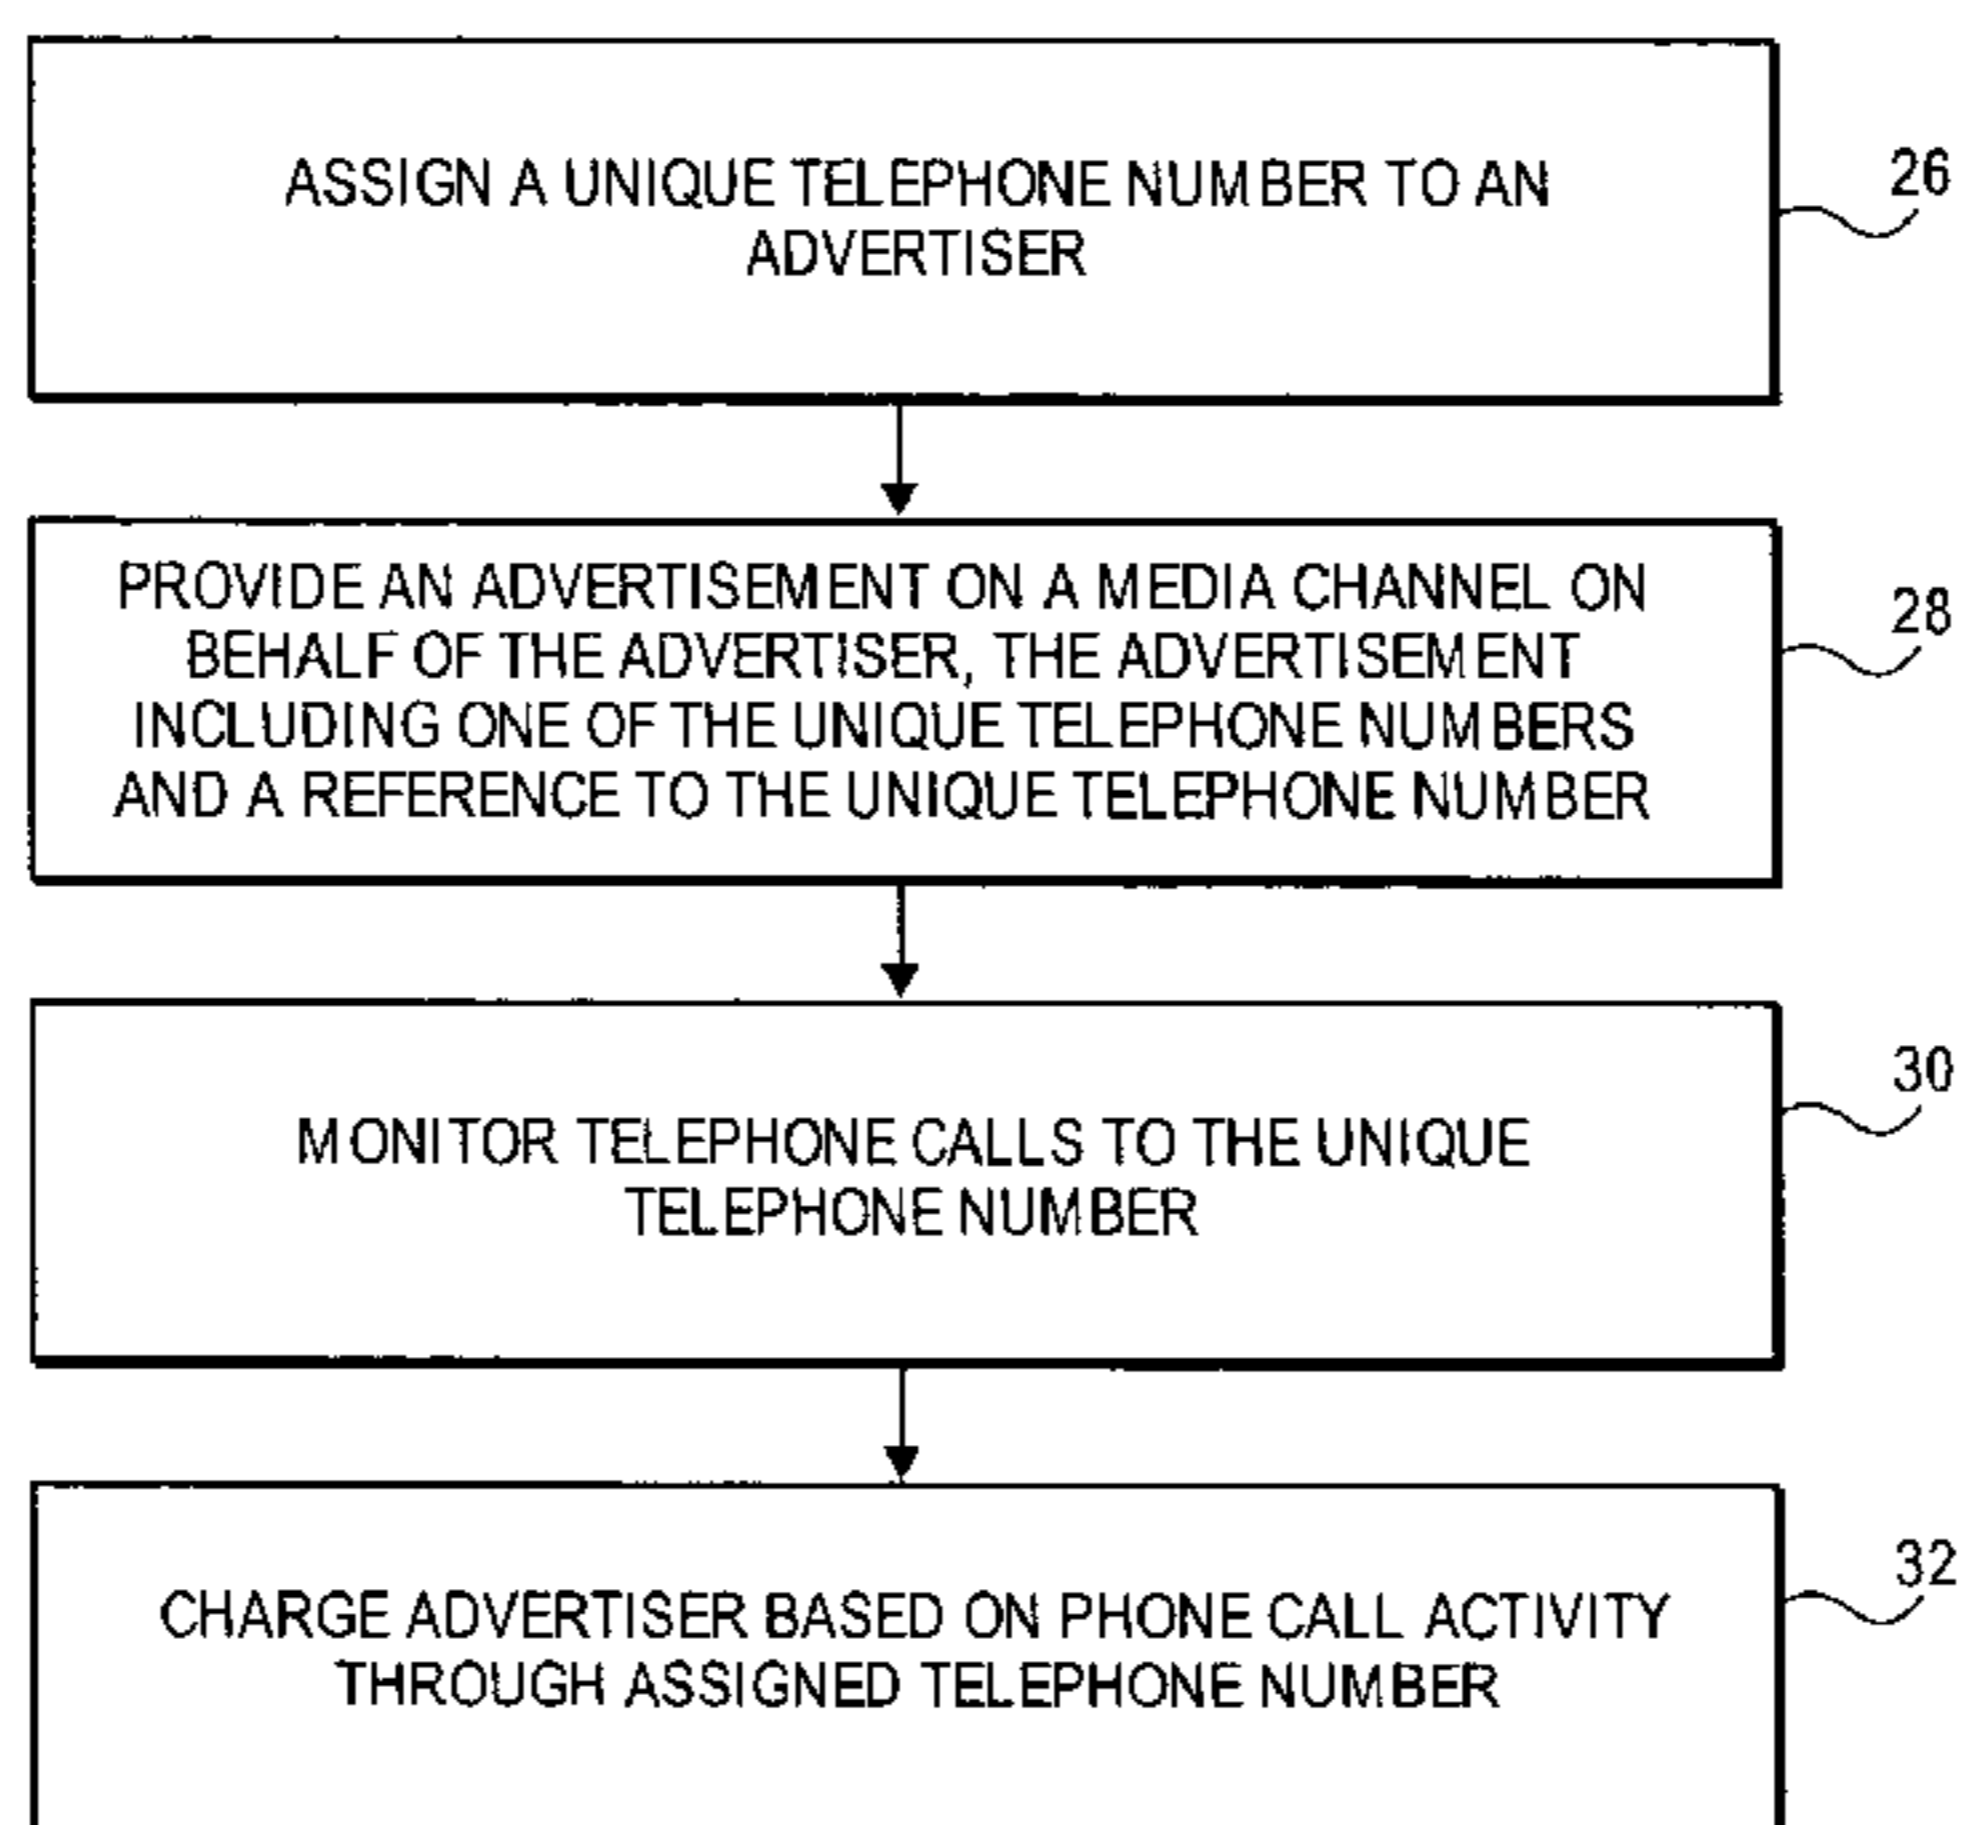 ASSIGN A UNIQUE TELEPHONE NUMBER TO AN
ADVERTISER
26
PROVIDE AN ADVERTISEMENT ON A MEDIA CHANNEL ON
BEHALF OF THE ADVERTISER, THE ADVERTISEMENT
INCLUDING ONE OF THE UNIQUE TELEPHONE NUMBERS
AND A REFERENCE TO THE UNIQUE TELEPHONE NUMBER
28
MONITOR TELEPHONE CALLS TO THE UNIQUE
TELEPHONE NUMBER
30
CHARGE ADVERTISER BASED ON PHONE CALL ACTIVITY
THROUGH ASSIGNED TELEPHONE NUMBER
32